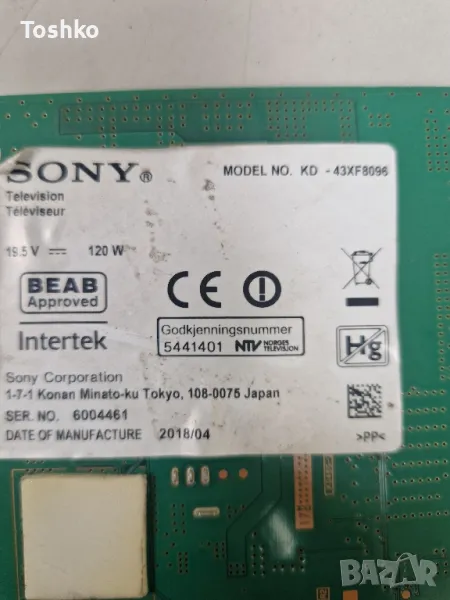 Toshko
SONY®
MODEL NO. KD - 43XF8096
Television
Téléviseur
19.5 V ⎓ 120 W
BEAB
Approved
Intertek
CE
Godkjenningsnummer
5441401 NTV NORGES TELEVISJON
Hg
Sony Corporation
1-7-1 Konan Minato-ku Tokyo, 108-0075 Japan
SER. NO. 6004461
DATE OF MANUFACTURE 2018/04
>PP<
BAZAR